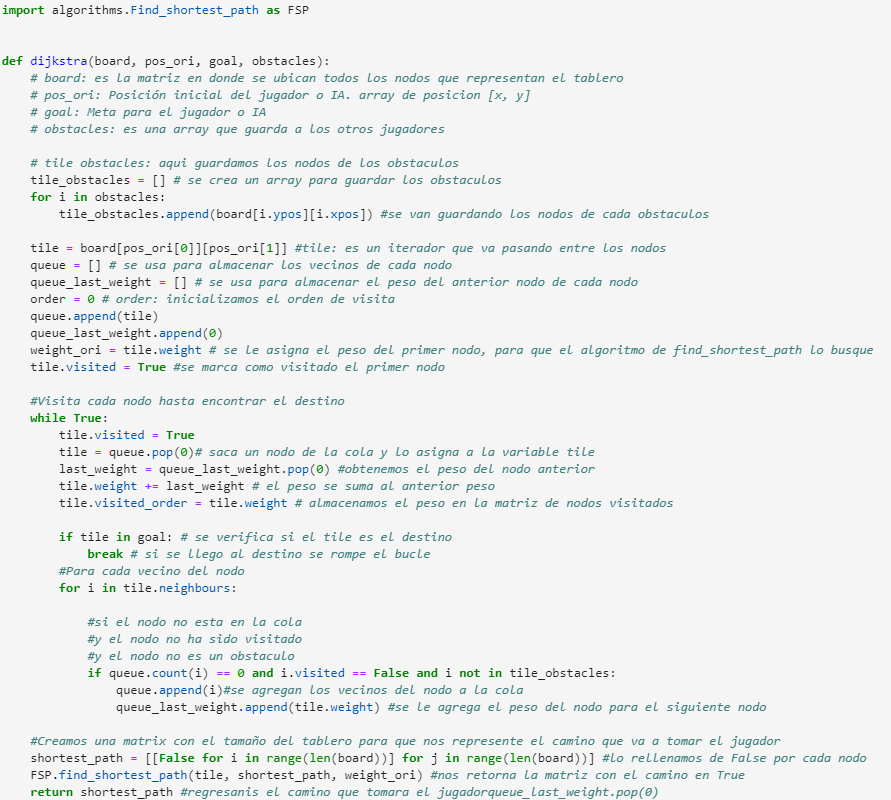 import algorithms.Find_shortest_path as FSP
def dijkstra(board, pos_ori, goal, obstacles):
# board: es la matriz en donde se ubican todos los nodos que representan el tablero
# pos_ori: Posición inicial del jugador o IA. array de posicion [x, y]
# goal: Meta para el jugador o IA
# obstacles: es una array que guarda a los otros jugadores
# tile obstacles: aqui guardamos los nodos de los obstaculos
tile_obstacles = [] # se crea un array para guardar los obstaculos
for i in obstacles:
tile_obstacles.append(board[i.ypos][i.xpos]) #se van guardando los nodos de cada obstaculos
tile = board[pos_ori[0]][pos_ori[1]] #tile: es un iterador que va pasando entre los nodos
queue = [] # se usa para almacenar los vecinos de cada nodo
queue_last_weight = [] # se usa para almacenar el peso del anterior nodo de cada nodo
order = 0 # order: inicializamos el orden de visita
queue.append(tile)
queue_last_weight.append(0)
weight_ori = tile.weight # se le asigna el peso del primer nodo, para que el algoritmo de find_shortest_path lo busque
tile.visited = True #se marca como visitado el primer nodo
#Visita cada nodo hasta encontrar el destino
while True:
tile.visited = True
tile = queue.pop(0)# saca un nodo de la cola y lo asigna a la variable tile
last_weight = queue_last_weight.pop(0) #obtenemos el peso del nodo anterior
tile.weight += last_weight # el peso se suma al anterior peso
tile.visited_order = tile.weight # almacenamos el peso en la matriz de nodos visitados
if tile in goal: # se verifica si el tile es el destino
break # si se llego al destino se rompe el bucle
#Para cada vecino del nodo
for i in tile.neighbours:
#si el nodo no esta en la cola
#y el nodo no ha sido visitado
#y el nodo no es un obstaculo
if queue.count(i) == 0 and i.visited == False and i not in tile_obstacles:
queue.append(i)#se agregan los vecinos del nodo a la cola
queue_last_weight.append(tile.weight) #se le agrega el peso del nodo para el siguiente nodo
#Creamos una matrix con el tamaño del tablero para que nos represente el camino que va a tomar el jugador
shortest_path = [[False for i in range(len(board))] for j in range(len(board))] #lo rellenamos de False por cada nodo
FSP.find_shortest_path(tile, shortest_path, weight_ori) #nos retorna la matriz con el camino en True
return shortest_path #regresanis el camino que tomara el jugadorqueue_last_weight.pop(0)